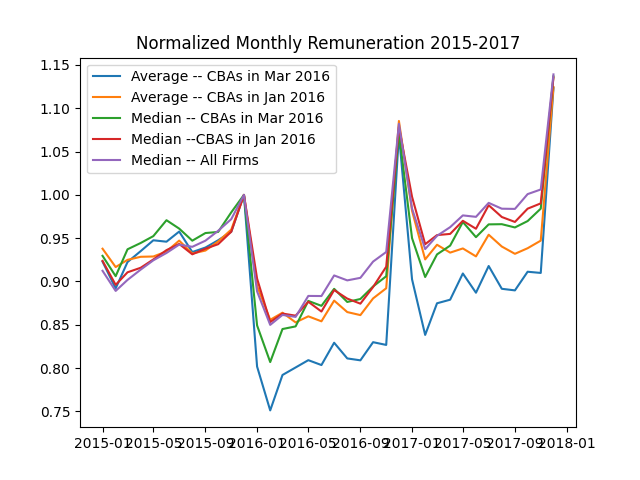 Normalized Monthly Remuneration 2015-2017
1.15
1.10
1.05
1.00
0.95
0.90
0.85
0.80
0.75
Average -- CBAs in Mar 2016
Average -- CBAs in Jan 2016
Median -- CBAs in Mar 2016
Median --CBAS in Jan 2016
Median -- All Firms
2015-01 2015-05 2015-09 2016-01 2016-05 2016-09 2017-01 2017-05 2017-09 2018-01